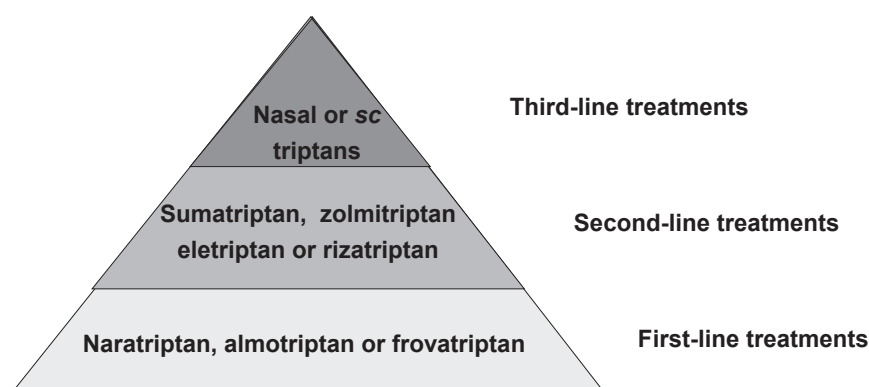 Nasal or sc
triptans
Third-line treatments
Sumatriptan, zolmitriptan
eletriptan or rizatriptan
Second-line treatments
Naratriptan, almotriptan or frovatriptan
First-line treatments